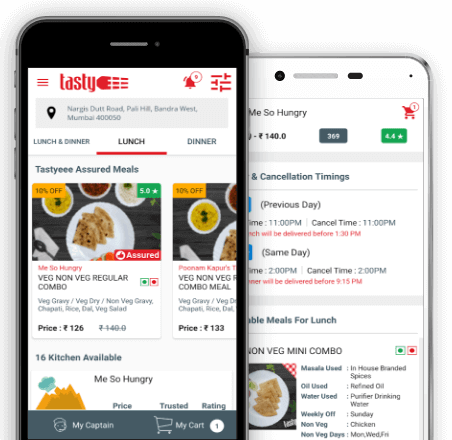 tastyeee
0
Nargis Dutt Road, Pali Hill, Bandra West,
Mumbai 400050
LUNCH & DINNER
LUNCH
DINNER
Tastyeee Assured Meals
10% OFF
5.0 ★
Assured
Me So Hungry
VEG NON VEG REGULAR
COMBO
Veg Gravy / Veg Dry / Non Veg Gravy,
Chapati, Rice, Dal, Veg Salad
Price : ₹ 126 ₹ 140.0
10% OFF
Poonam Kapur's T
VEG NON VEG R
COMBO MEAL
Veg Gravy / Veg D
Chapati, Rice, Dal
Price : ₹ 133
16 Kitchen Available
Me So Hungry
Price Trusted Rating
My Captain
My Cart 1
Me So Hungry
1
- ₹ 140.0
369
4.4 ★
& Cancellation Timings
(Previous Day)
ime : 11:00PM | Cancel Time : 11:00PM
nch will be delivered before 1:30 PM
(Same Day)
ime : 2:00PM | Cancel Time : 2:00PM
ner will be delivered before 9:15 PM
able Meals For Lunch
NON VEG MINI COMBO
Masala Used : In House Branded
Spices
Oil Used : Refined Oil
Water Used : Purifier Drinking
Water
Weekly Off : Sunday
Non Veg : Chicken
Non Veg Days : Mon,Wed,Fri